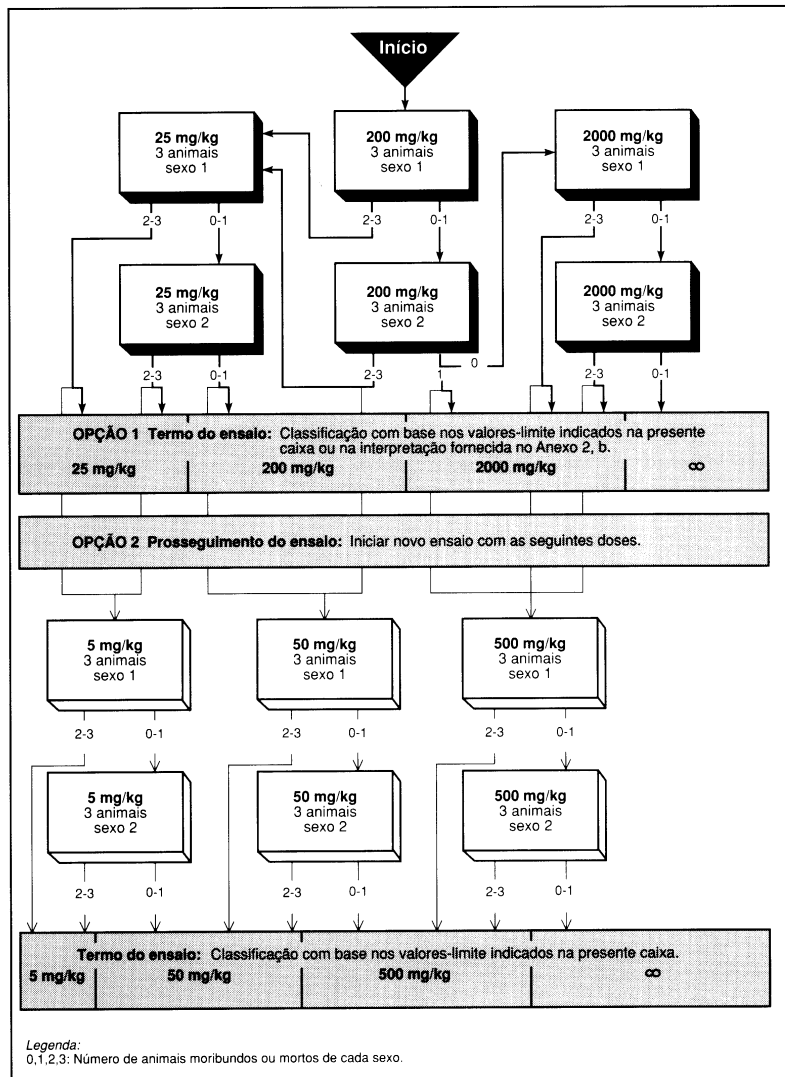 Início
25 mg/kg
3 animais
sexo 1
200 mg/kg
3 animais
sexo 1
2000 mg/kg
3 animais
sexo 1
2-3 0-1
2-3 0-1
2-3 0-1
25 mg/kg
3 animais
sexo 2
200 mg/kg
3 animais
sexo 2
2000 mg/kg
3 animais
sexo 2
0
2-3 0-1
2-3 1
2-3 0-1
OPÇÃO 1 Termo do ensaio: Classificação com base nos valores-limite indicados na presente
caixa ou na interpretação fornecida no Anexo 2, b.
25 mg/kg 200 mg/kg 2000 mg/kg ∞
OPÇÃO 2 Prosseguimento do ensaio: Iniciar novo ensaio com as seguintes doses.
5 mg/kg
3 animais
sexo 1
50 mg/kg
3 animais
sexo 1
500 mg/kg
3 animais
sexo 1
2-3 0-1
2-3 0-1
2-3 0-1
5 mg/kg
3 animais
sexo 2
50 mg/kg
3 animais
sexo 2
500 mg/kg
3 animais
sexo 2
2-3 0-1
2-3 0-1
2-3 0-1
Termo do ensaio: Classificação com base nos valores-limite indicados na presente caixa.
5 mg/kg 50 mg/kg 500 mg/kg ∞
Legenda:
0,1,2,3: Número de animais moribundos ou mortos de cada sexo.